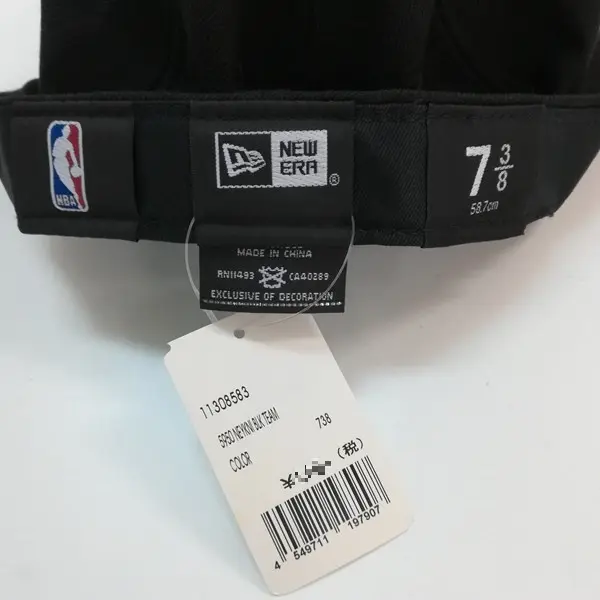 NBA
NEW
ERA
®
7 3/8
58.7cm
MADE IN CHINA
RN11493 CA40289
EXCLUSIVE OF DECORATION
11308583
5950 NEYKNI BLK TEAM 738
COLOR
(税)
4 549711 197907